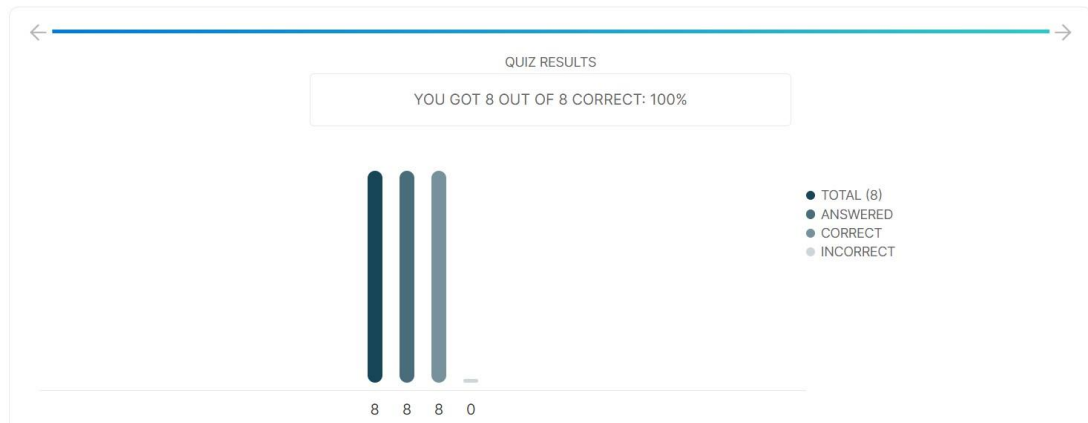 QUIZ RESULTS
YOU GOT 8 OUT OF 8 CORRECT: 100%
TOTAL (8)
ANSWERED
CORRECT
INCORRECT
8 8 8 0